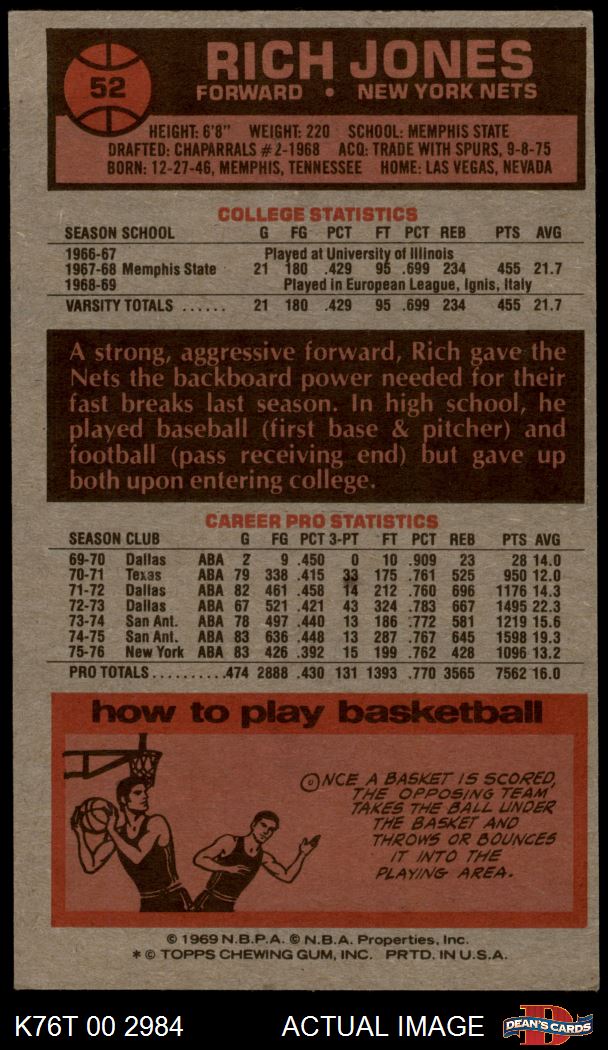 52
RICH JONES
FORWARD • NEW YORK NETS
HEIGHT: 6'8" WEIGHT: 220 SCHOOL: MEMPHIS STATE
DRAFTED: CHAPARRALS #2-1968 ACQ: TRADE WITH SPURS, 9-8-75
BORN: 12-27-46, MEMPHIS, TENNESSEE HOME: LAS VEGAS, NEVADA
COLLEGE STATISTICS
SEASON SCHOOL G FG PCT FT PCT REB PTS AVG
1966-67 Played at University of Illinois
1967-68 Memphis State 21 180 .429 95 .699 234 455 21.7
1968-69 Played in European League, Ignis, Italy
VARSITY TOTALS ...... 21 180 .429 95 .699 234 455 21.7
A strong, aggressive forward, Rich gave the
Nets the backboard power needed for their
fast breaks last season. In high school, he
played baseball (first base & pitcher) and
football (pass receiving end) but gave up
both upon entering college.
CAREER PRO STATISTICS
SEASON CLUB G FG PCT 3-PT FT PCT REB PTS AVG
69-70 Dallas ABA 2 9 .450 0 10 .909 23 28 14.0
70-71 Texas ABA 79 338 .415 33 175 .761 525 950 12.0
71-72 Dallas ABA 82 461 .458 14 212 .760 696 1176 14.3
72-73 Dallas ABA 67 521 .421 43 324 .783 667 1495 22.3
73-74 San Ant. ABA 78 497 .440 13 186 .772 581 1219 15.6
74-75 San Ant. ABA 83 636 .448 13 287 .767 645 1598 19.3
75-76 New York ABA 83 426 .392 15 199 .762 428 1096 13.2
PRO TOTALS..........474 2888 .430 131 1393 .770 3565 7562 16.0
how to play basketball
ONCE A BASKET IS SCORED,
THE OPPOSING TEAM
TAKES THE BALL UNDER
THE BASKET AND
THROWS OR BOUNCES
IT INTO THE
PLAYING AREA.
© 1969 N.B.P.A. © N.B.A. Properties, Inc.
* © TOPPS CHEWING GUM, INC. PRTD. IN U.S.A.
K76T 00 2984 ACTUAL IMAGE DEAN'S CARDS